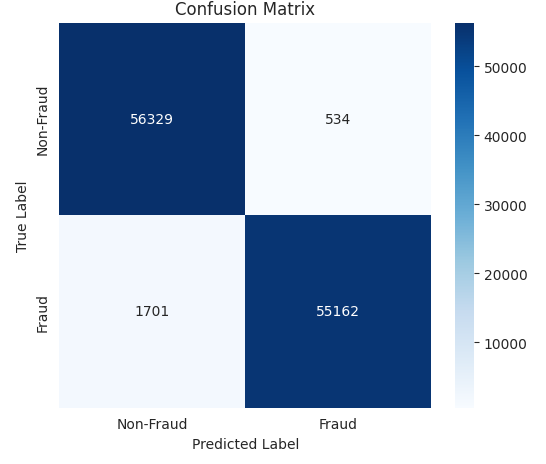 Confusion Matrix
Non-Fraud
56329
534
50000
40000
True Label
30000
20000
Fraud
1701
55162
10000
Non-Fraud
Fraud
Predicted Label